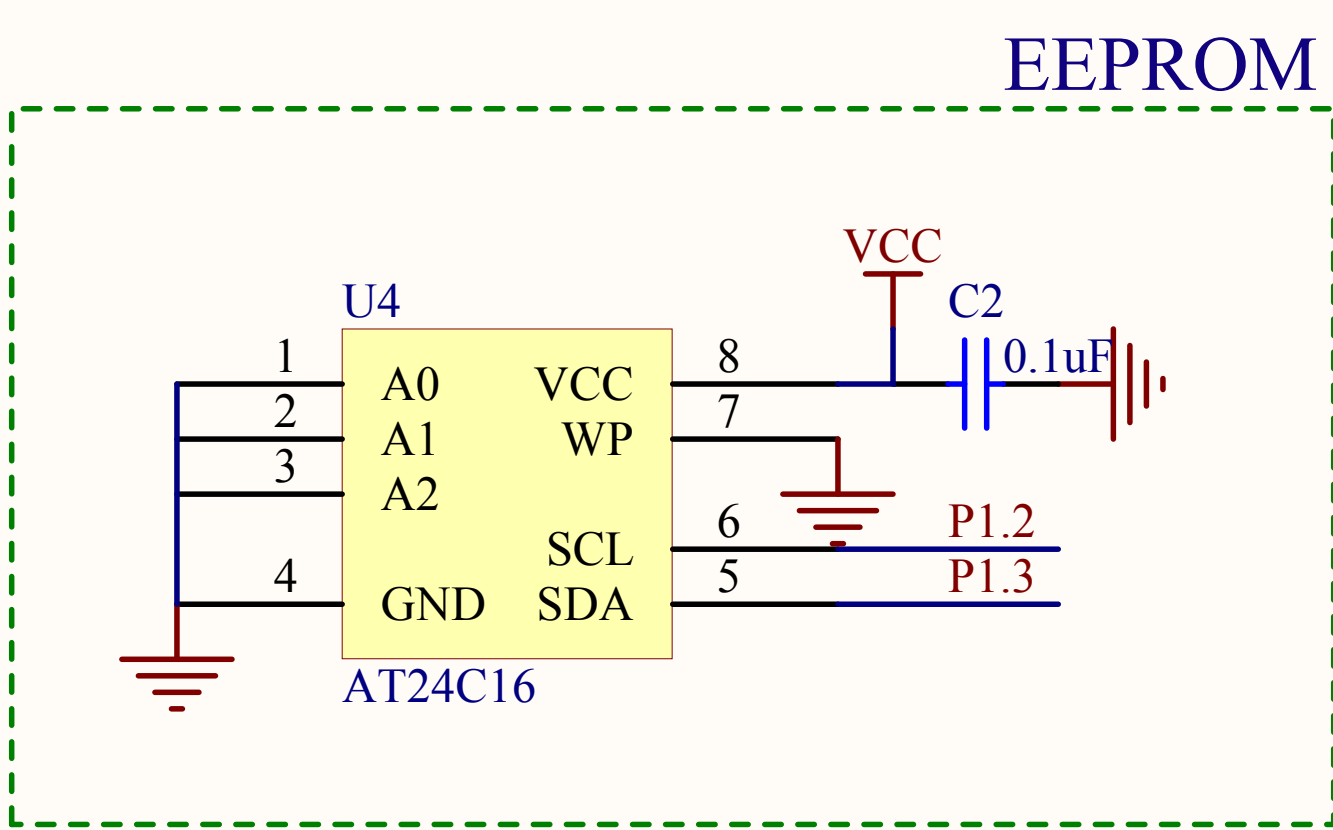 EEPROM
VCC
U4
C2
1
8
0.1uF
A0
VCC
2
7
A1
WP
3
A2
6
P1.2
SCL
4
5
P1.3
GND
SDA
AT24C16